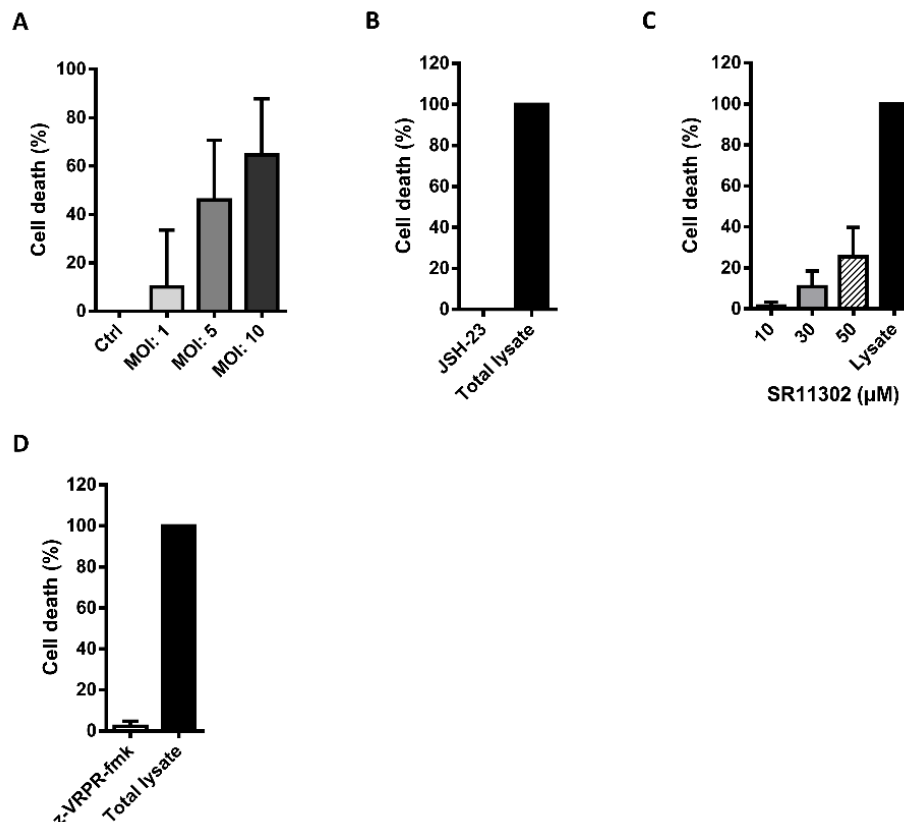 A
Cell death (%)
100
80
60
40
20
0
Ctrl
MOI: 1
MOI: 5
MOI: 10
B
Cell death (%)
120
100
80
60
40
20
0
JSH-23
Total lysate
C
Cell death (%)
120
100
80
60
40
20
0
10
30
50
Lysate
SR11302 (µM)
D
Cell death (%)
120
100
80
60
40
20
0
z-VRPR-fmk
Total lysate